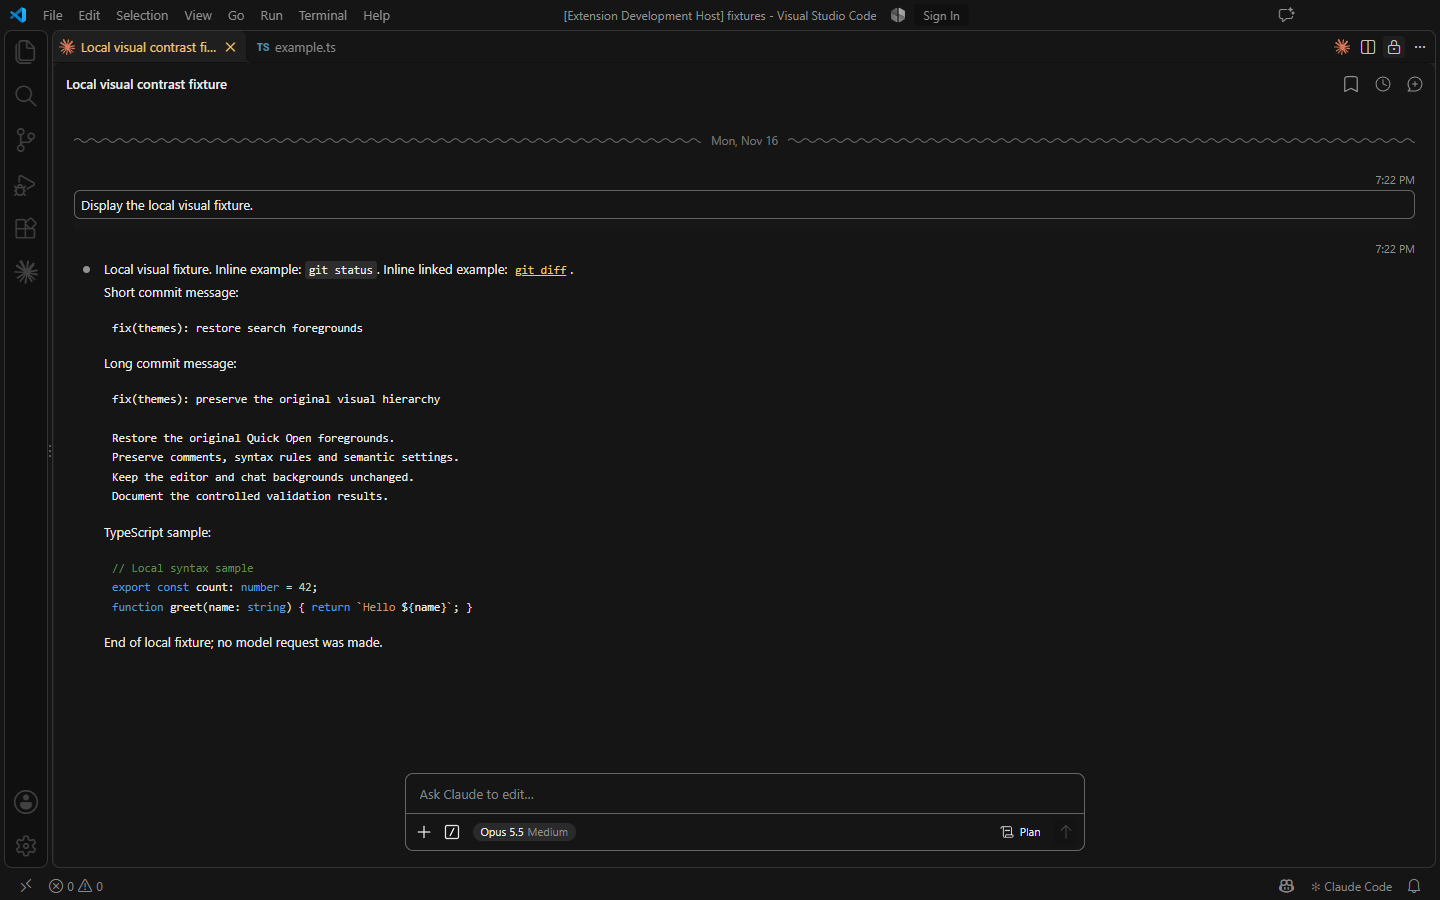 File Edit Selection View Go Run Terminal Help
[Extension Development Host] fixtures - Visual Studio Code
Sign In
Local visual contrast fi...
TS example.ts
Local visual contrast fixture
Mon, Nov 16
7:22 PM
Display the local visual fixture.
7:22 PM
Local visual fixture. Inline example: git status. Inline linked example: git diff.
Short commit message:
fix(themes): restore search foregrounds
Long commit message:
fix(themes): preserve the original visual hierarchy
Restore the original Quick Open foregrounds.
Preserve comments, syntax rules and semantic settings.
Keep the editor and chat backgrounds unchanged.
Document the controlled validation results.
TypeScript sample:
// Local syntax sample
export const count: number = 42;
function greet(name: string) { return `Hello ${name}`; }
End of local fixture; no model request was made.
Ask Claude to edit...
Opus 5.5 Medium
Plan
0 0
Claude Code